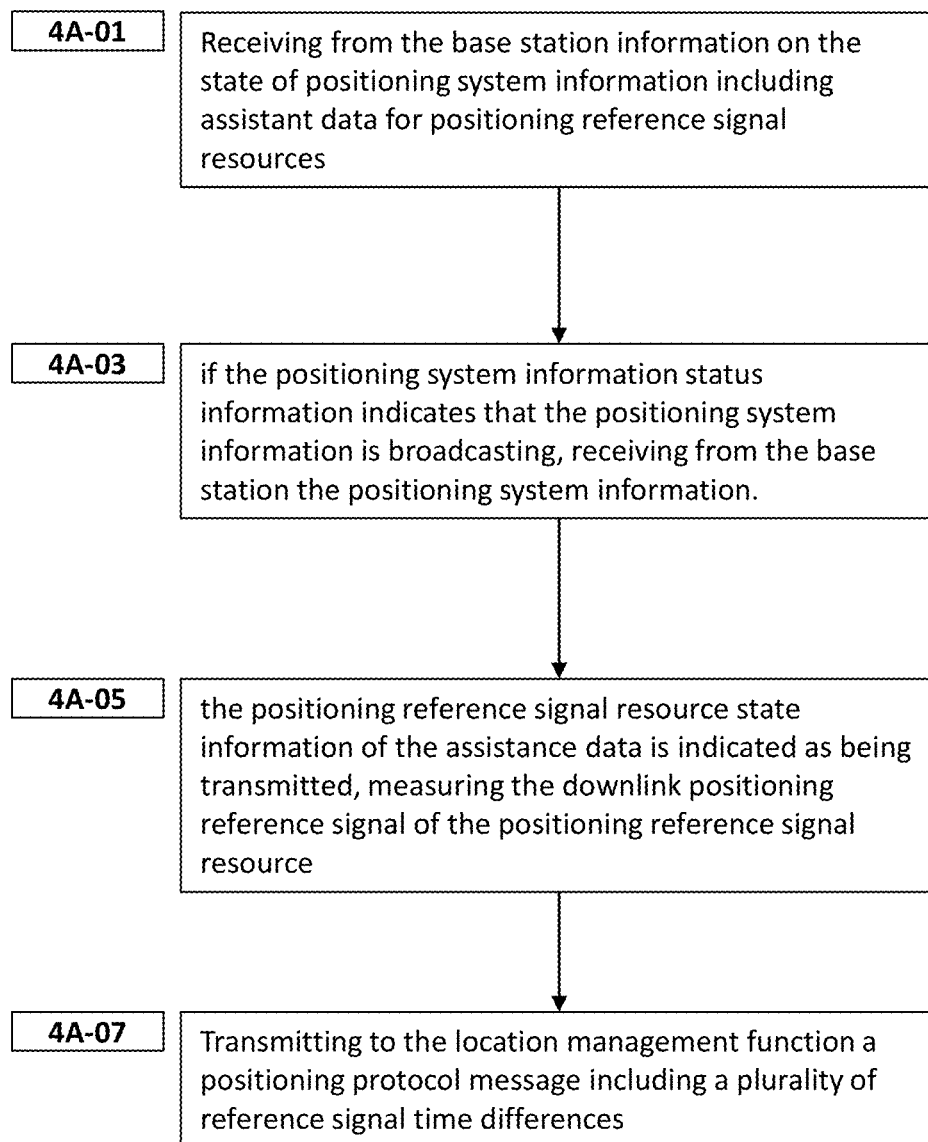 4A-01
Receiving from the base station information on the
state of positioning system information including
assistant data for positioning reference signal
resources
4A-03
if the positioning system information status
information indicates that the positioning system
information is broadcasting, receiving from the base
station the positioning system information.
4A-05
the positioning reference signal resource state
information of the assistance data is indicated as being
transmitted, measuring the downlink positioning
reference signal of the positioning reference signal
resource
4A-07
Transmitting to the location management function a
positioning protocol message including a plurality of
reference signal time differences